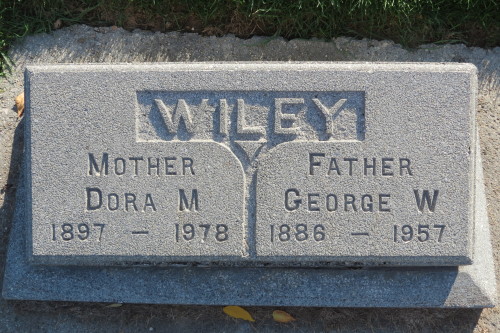 WILEY
MOTHER
DORA M
1897 – 1978
FATHER
GEORGE W
1886 – 1957